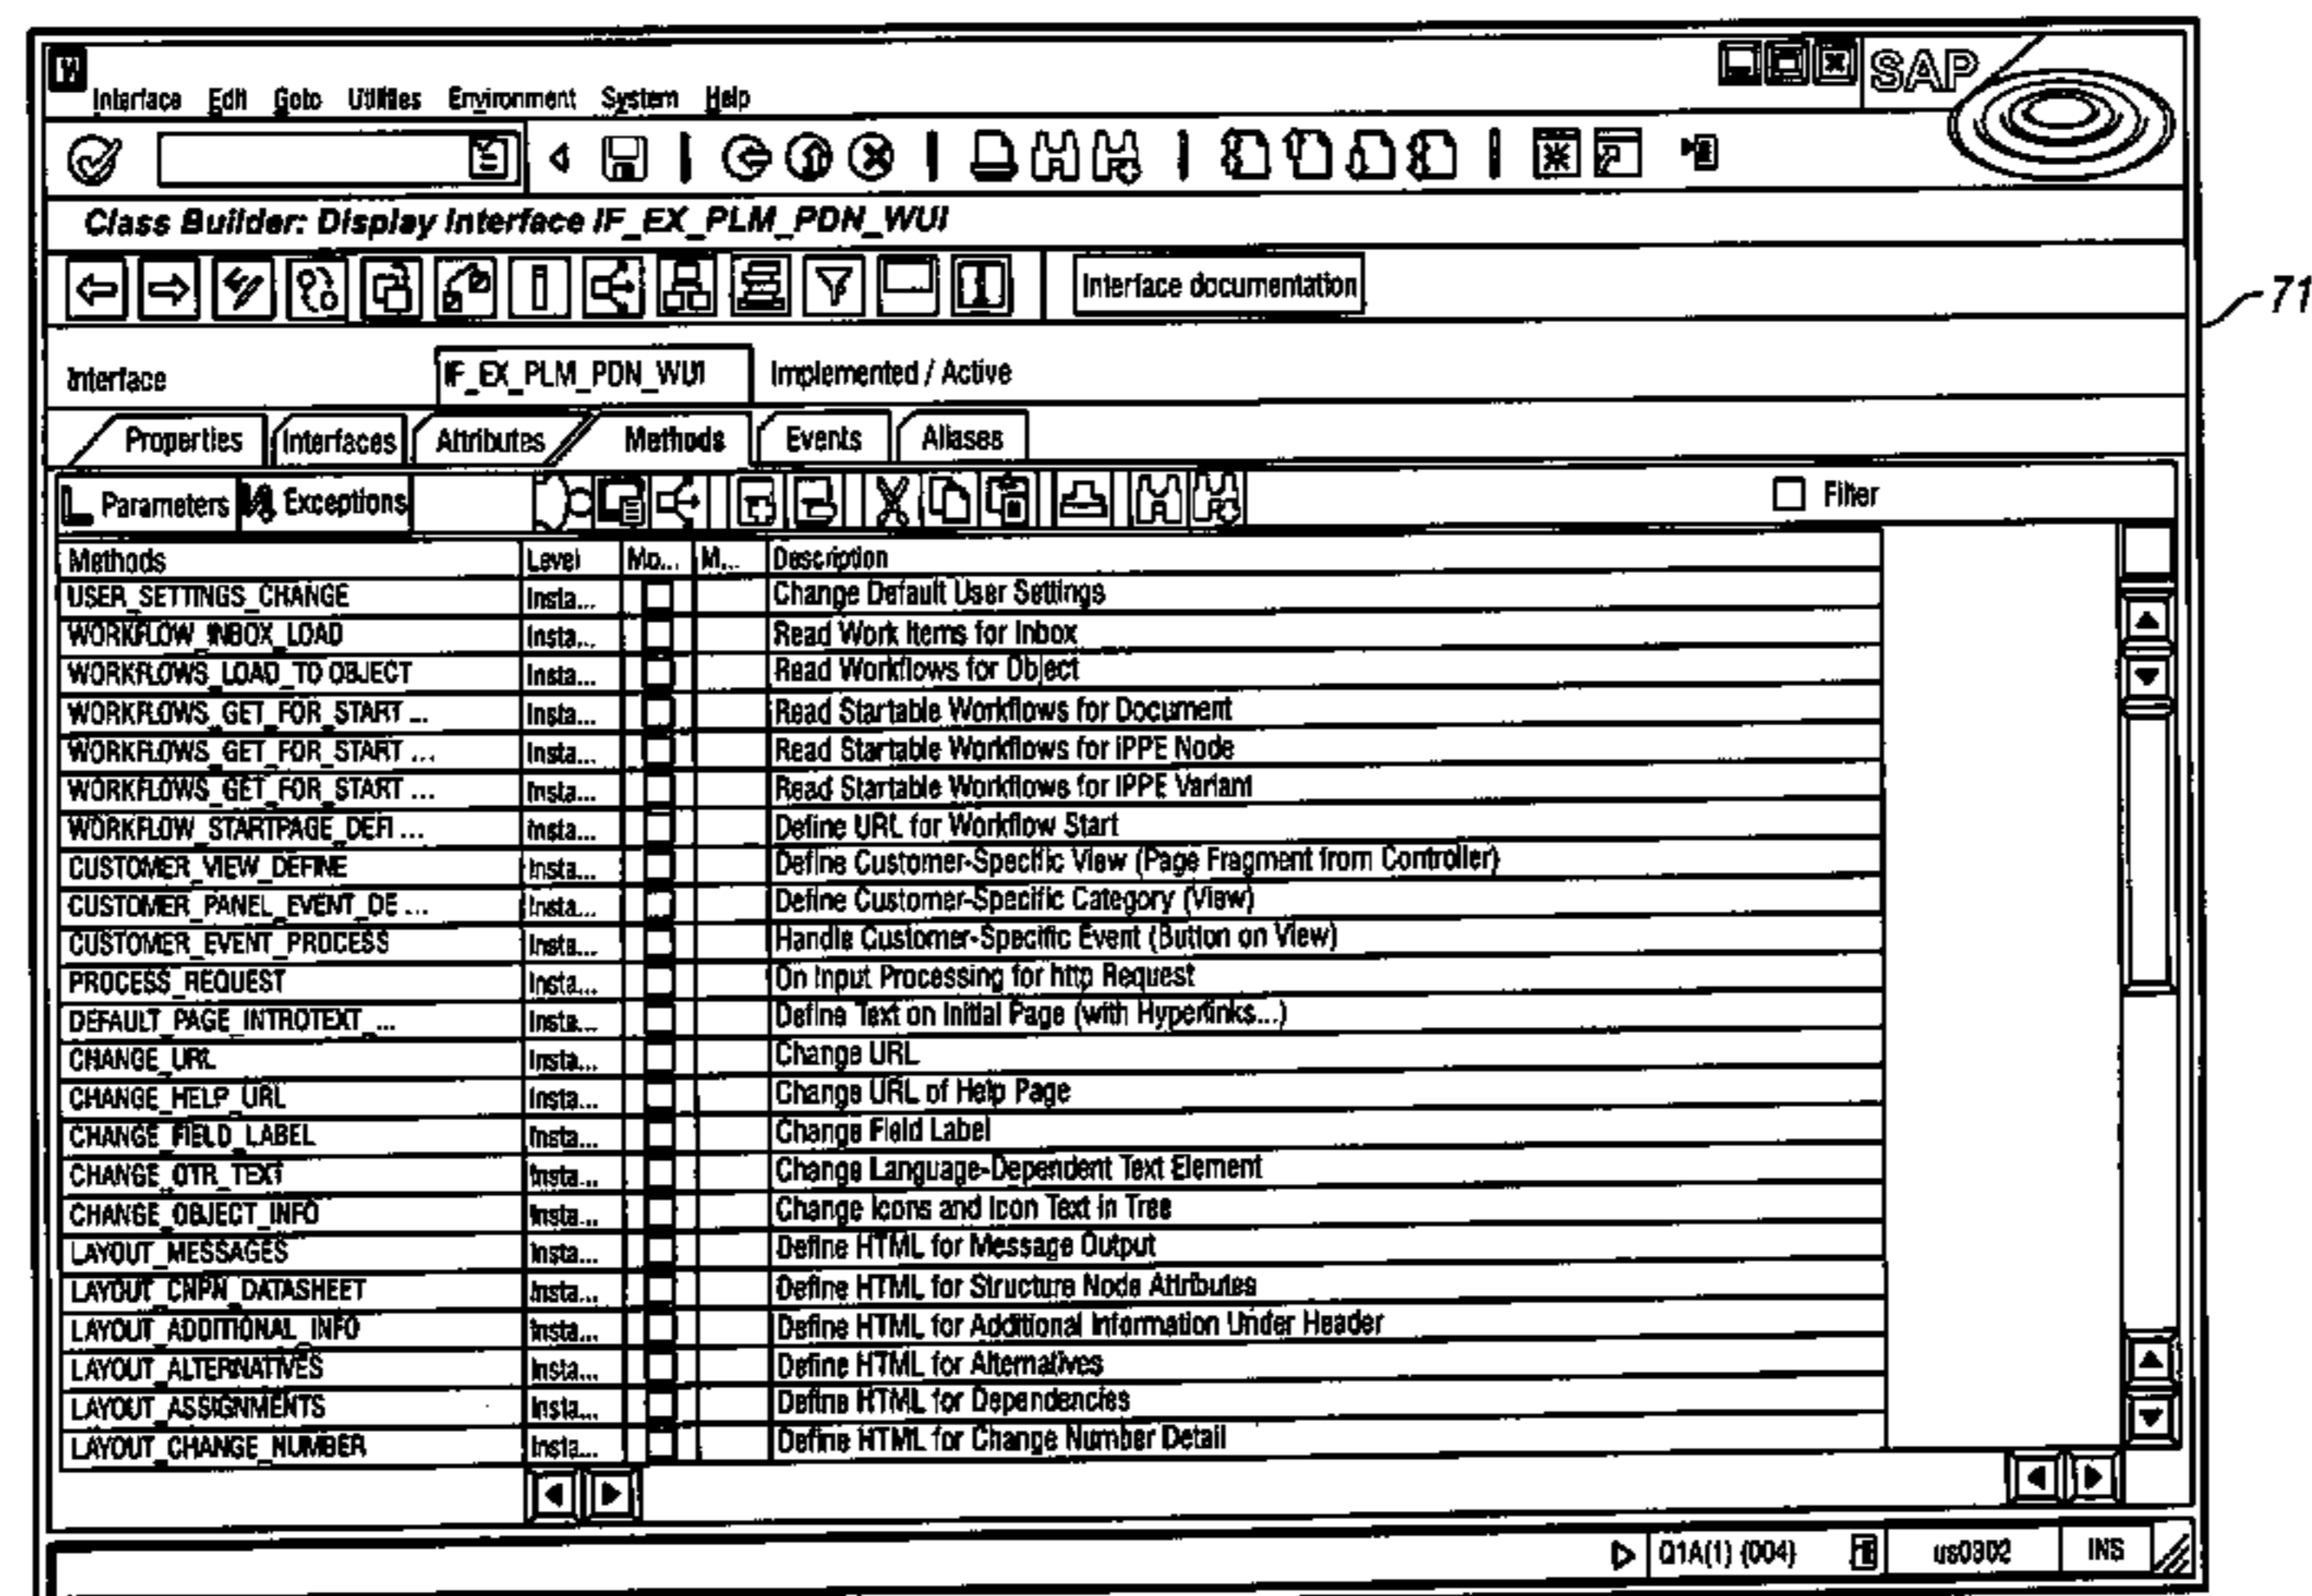 Interface Edit Goto Utilities Environment System Help
SAP
Class Builder: Display Interface IF_EX_PLM_PDN_WUI
Interface documentation
71
Interface IF_EX_PLM_PDN_WUI Implemented / Active
Properties Interfaces Attributes Methods Events Aliases
Parameters Exceptions Filter
Methods Level Mo... M... Description
USER_SETTINGS_CHANGE Insta... Change Default User Settings
WORKFLOW_INBOX_LOAD Insta... Read Work Items for Inbox
WORKFLOWS_LOAD_TO OBJECT Insta... Read Workflows for Object
WORKFLOWS_GET_FOR_START ... Insta... Read Startable Workflows for Document
WORKFLOWS_GET_FOR_START ... Insta... Read Startable Workflows for iPPE Node
WORKFLOWS_GET_FOR_START ... Insta... Read Startable Workflows for iPPE Variant
WORKFLOW_STARTPAGE_DEFI ... Insta... Define URL for Workflow Start
CUSTOMER_VIEW_DEFINE Insta... Define Customer-Specific View (Page Fragment from Controller)
CUSTOMER_PANEL_EVENT_DE ... Insta... Define Customer-Specific Category (View)
CUSTOMER_EVENT_PROCESS Insta... Handle Customer-Specific Event (Button on View)
PROCESS_REQUEST Insta... On Input Processing for http Request
DEFAULT_PAGE_INTROTEXT_... Insta... Define Text on Initial Page (with Hyperlinks...)
CHANGE_URL Insta... Change URL
CHANGE_HELP_URL Insta... Change URL of Help Page
CHANGE_FIELD_LABEL Insta... Change Field Label
CHANGE_OTR_TEXT Insta... Change Language-Dependent Text Element
CHANGE_OBJECT_INFO Insta... Change Icons and Icon Text in Tree
LAYOUT_MESSAGES Insta... Define HTML for Message Output
LAYOUT_CNPN_DATASHEET Insta... Define HTML for Structure Node Attributes
LAYOUT_ADDITIONAL_INFO Insta... Define HTML for Additional Information Under Header
LAYOUT_ALTERNATIVES Insta... Define HTML for Alternatives
LAYOUT_ASSIGNMENTS Insta... Define HTML for Dependencies
LAYOUT_CHANGE_NUMBER Insta... Define HTML for Change Number Detail
Q1A(1) (004) us0302 INS